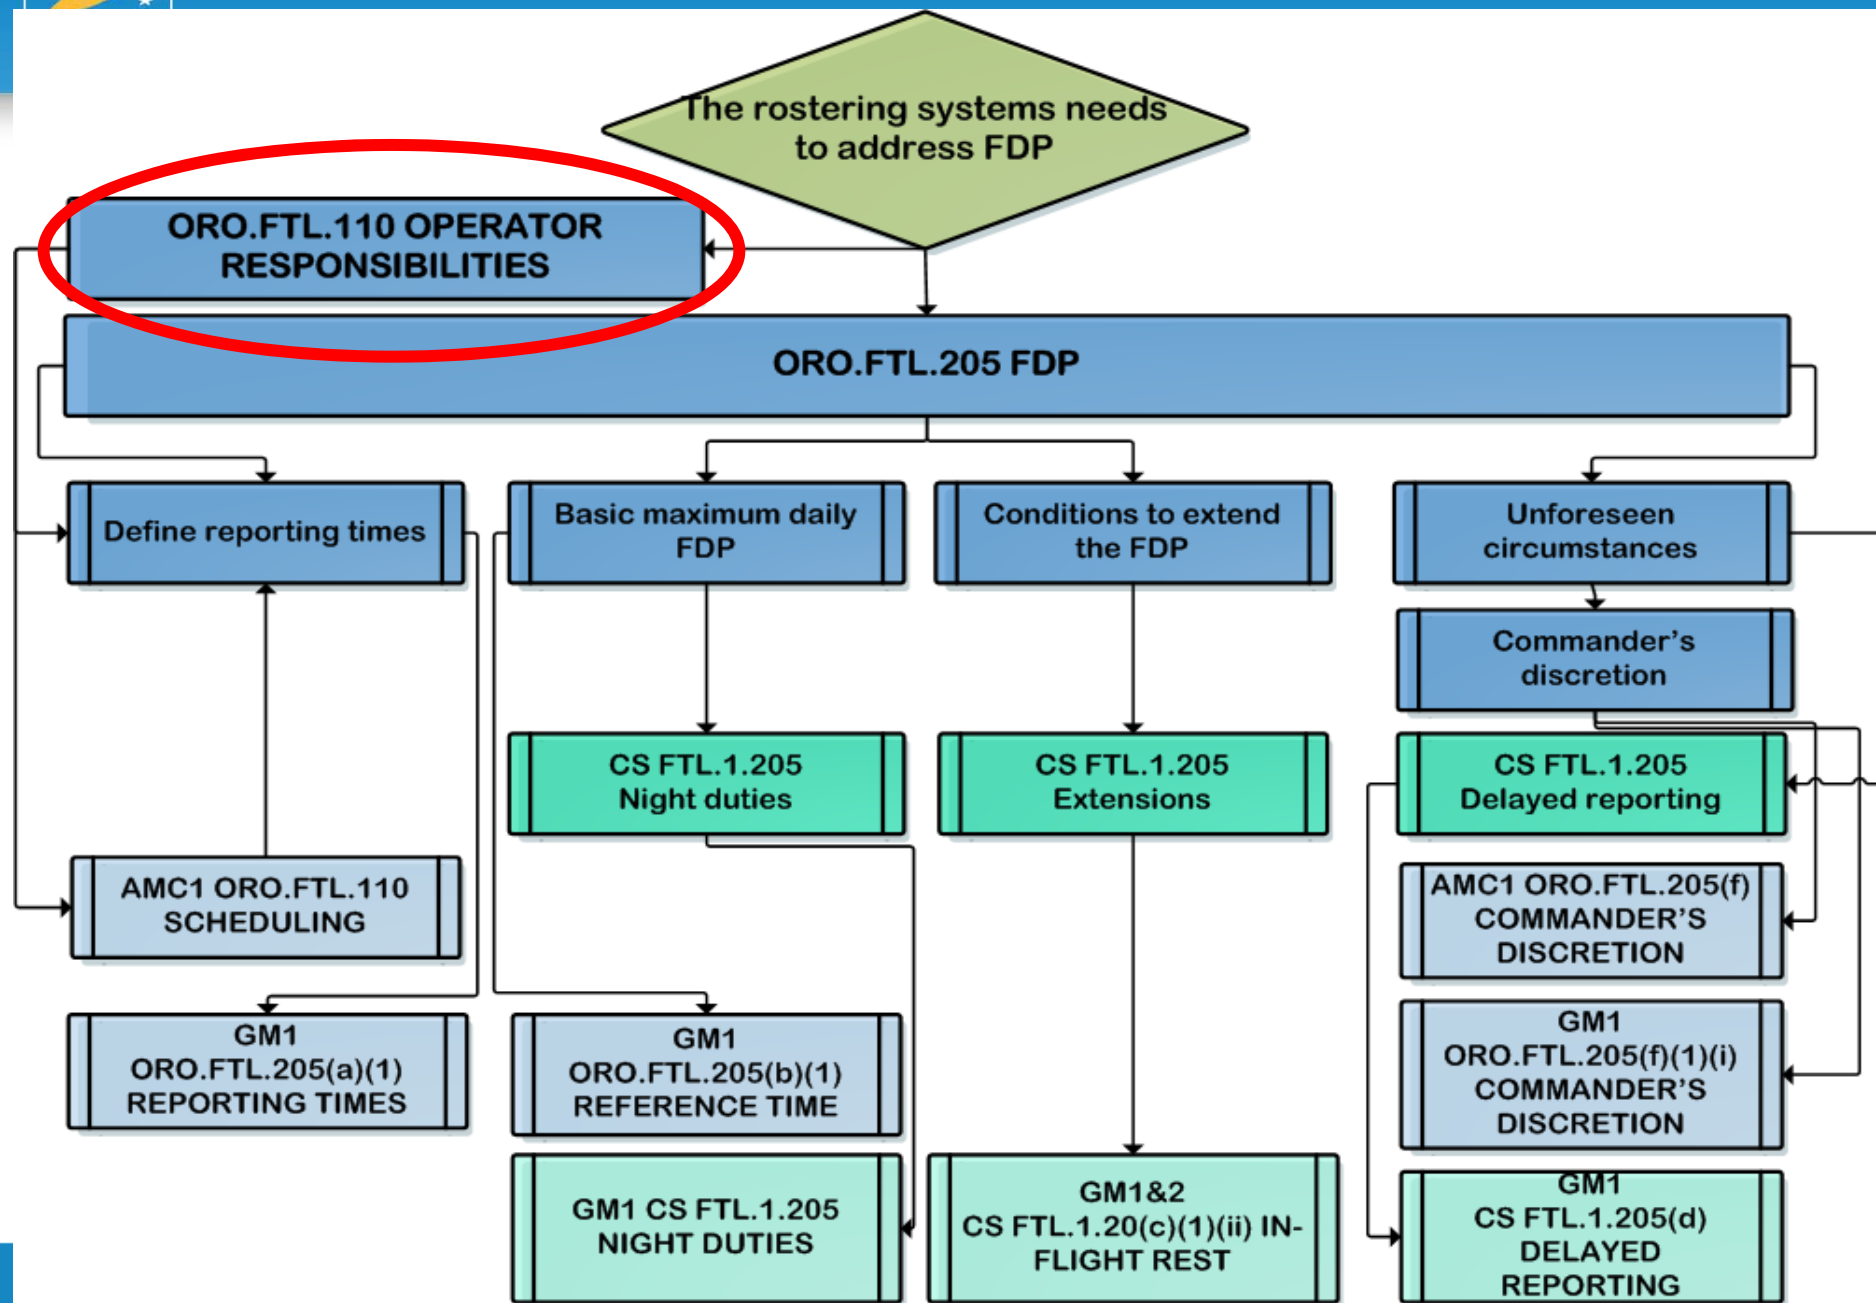 The rostering systems needs
to address FDP
ORO.FTL.110 OPERATOR
RESPONSIBILITIES
ORO.FTL.205 FDP
Define reporting times
Basic maximum daily
FDP
Conditions to extend
the FDP
Unforeseen
circumstances
Commander’s
discretion
CS FTL.1.205
Night duties
CS FTL.1.205
Extensions
CS FTL.1.205
Delayed reporting
AMC1 ORO.FTL.110
SCHEDULING
AMC1 ORO.FTL.205(f)
COMMANDER’S
DISCRETION
GM1
ORO.FTL.205(a)(1)
REPORTING TIMES
GM1
ORO.FTL.205(b)(1)
REFERENCE TIME
GM1
ORO.FTL.205(f)(1)(i)
COMMANDER’S
DISCRETION
GM1 CS FTL.1.205
NIGHT DUTIES
GM1&2
CS FTL.1.20(c)(1)(ii) IN-
FLIGHT REST
GM1
CS FTL.1.205(d)
DELAYED
REPORTING